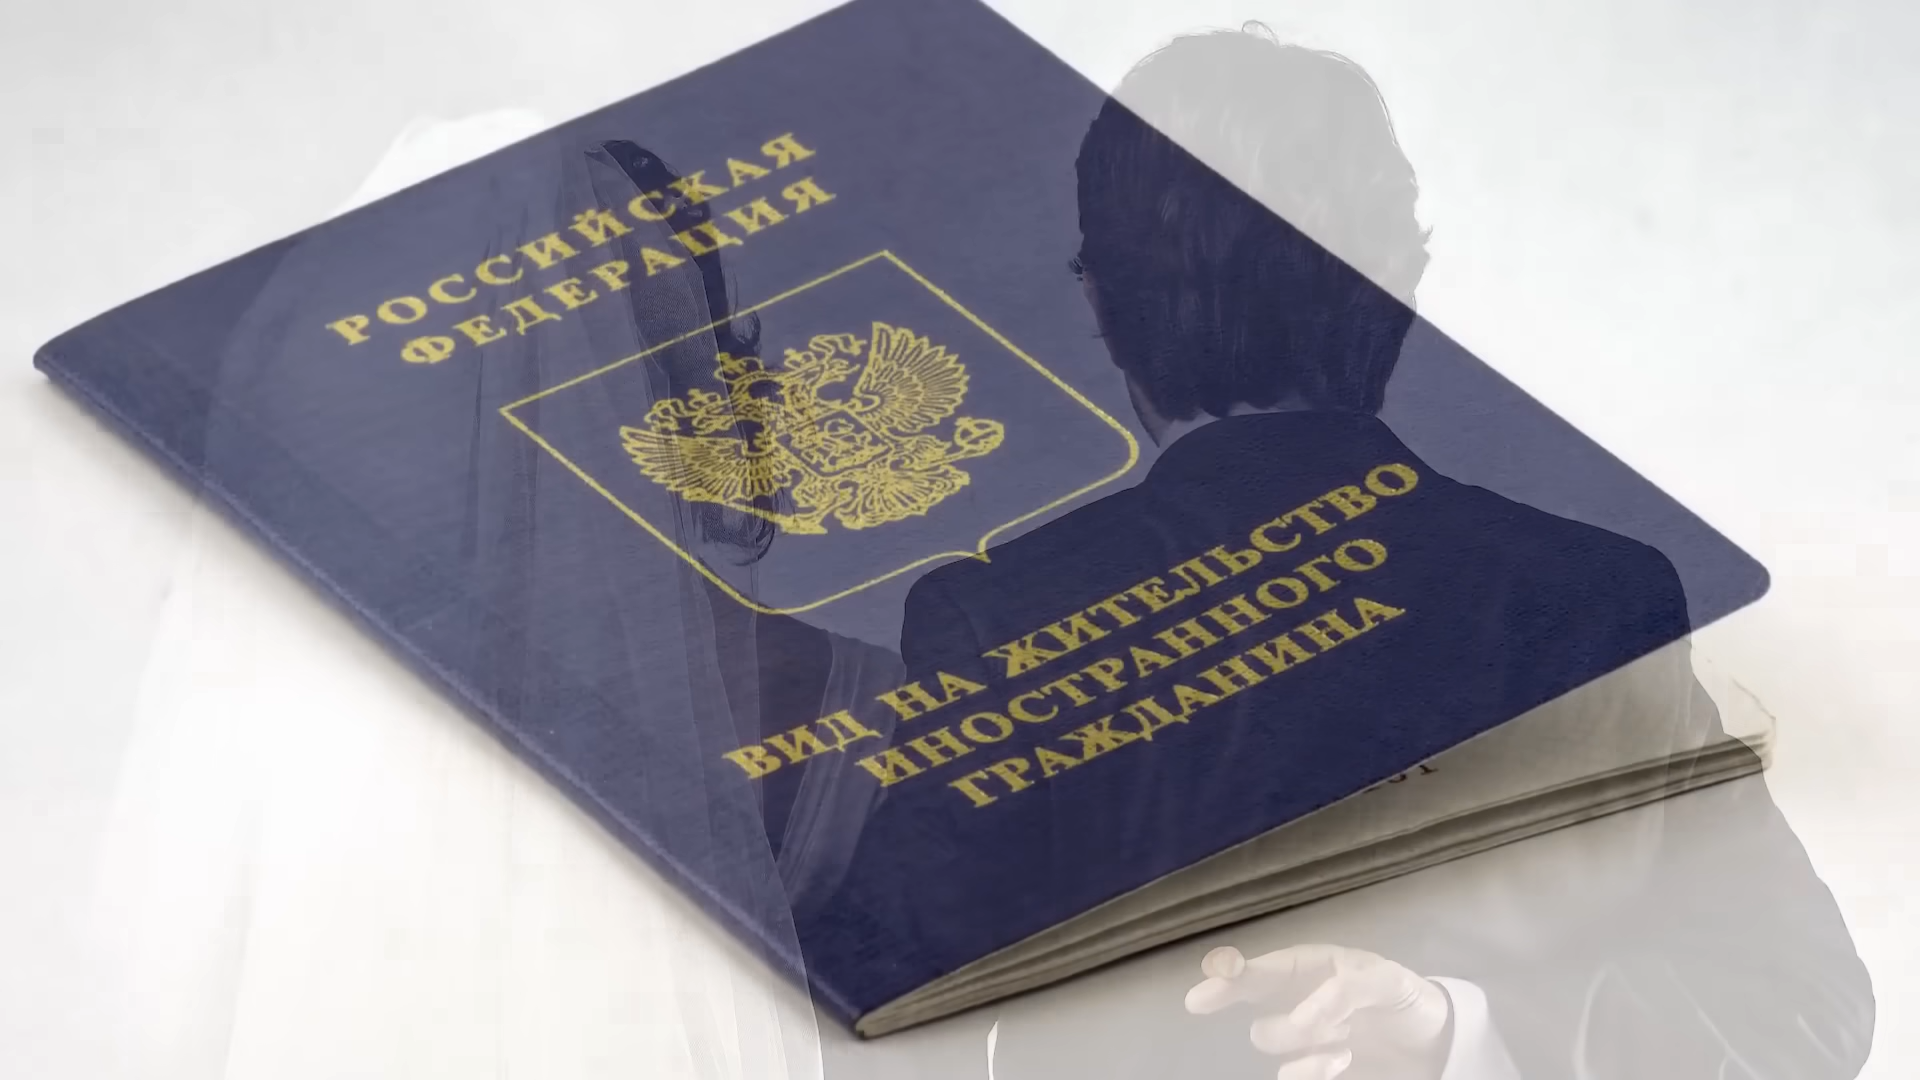 РОССИЙСКАЯ
ФЕДЕРАЦИЯ
ВИД НА ЖИТЕЛЬСТВО
ИНОСТРАННОГО
ГРАЖДАНИНА